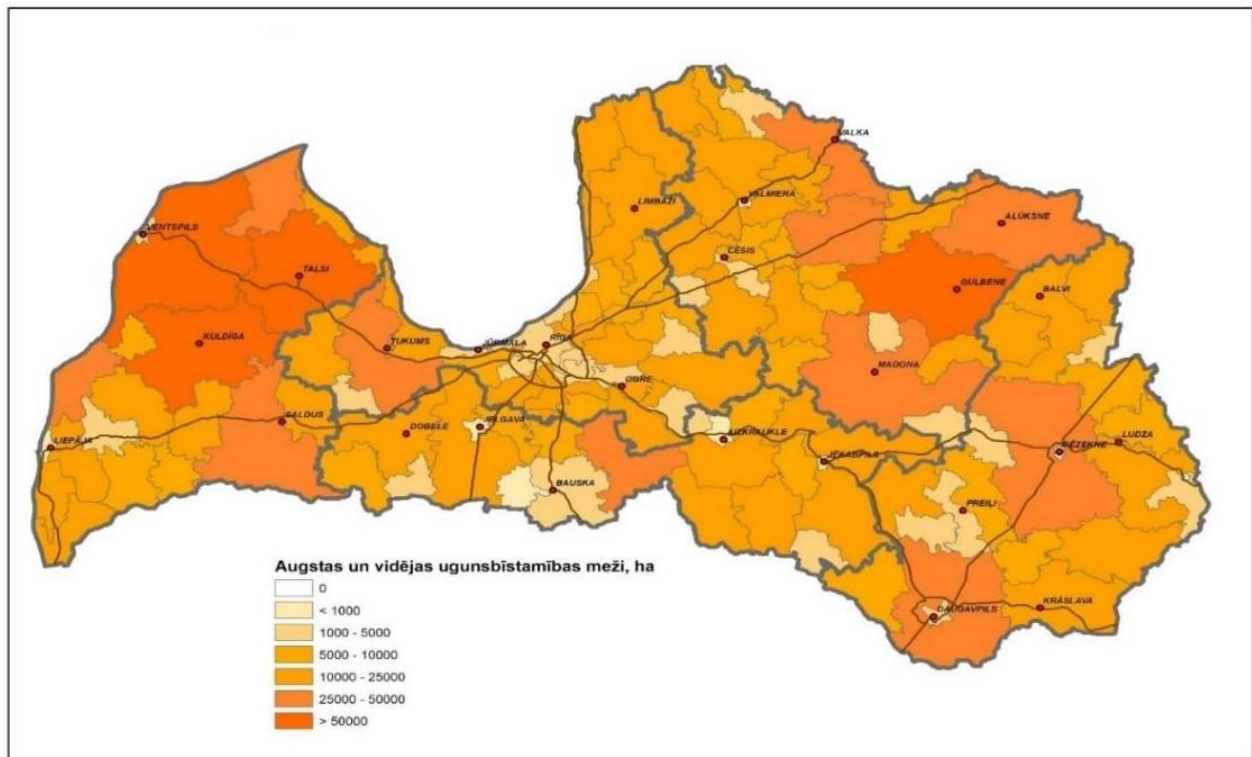 VALKA
VALMIERA
LIMBAŽI
ALŪKSNE
VENTSPILS
CĒSIS
TALSI
GULBENE
BALVI
KULDĪGA
TUKUMS
JŪRMALA
RĪGA
MADONA
OGRE
SALDUS
DOBELE
JELGAVA
AIZKRAUKLE
LUDZA
LIEPĀJA
RĒZEKNE
JĒKABPILS
BAUSKA
PREIĻI
KRĀSLAVA
DAUGAVPILS
Augstas un vidējas ugunsbīstamības meži, ha
0
< 1000
1000 - 5000
5000 - 10000
10000 - 25000
25000 - 50000
> 50000